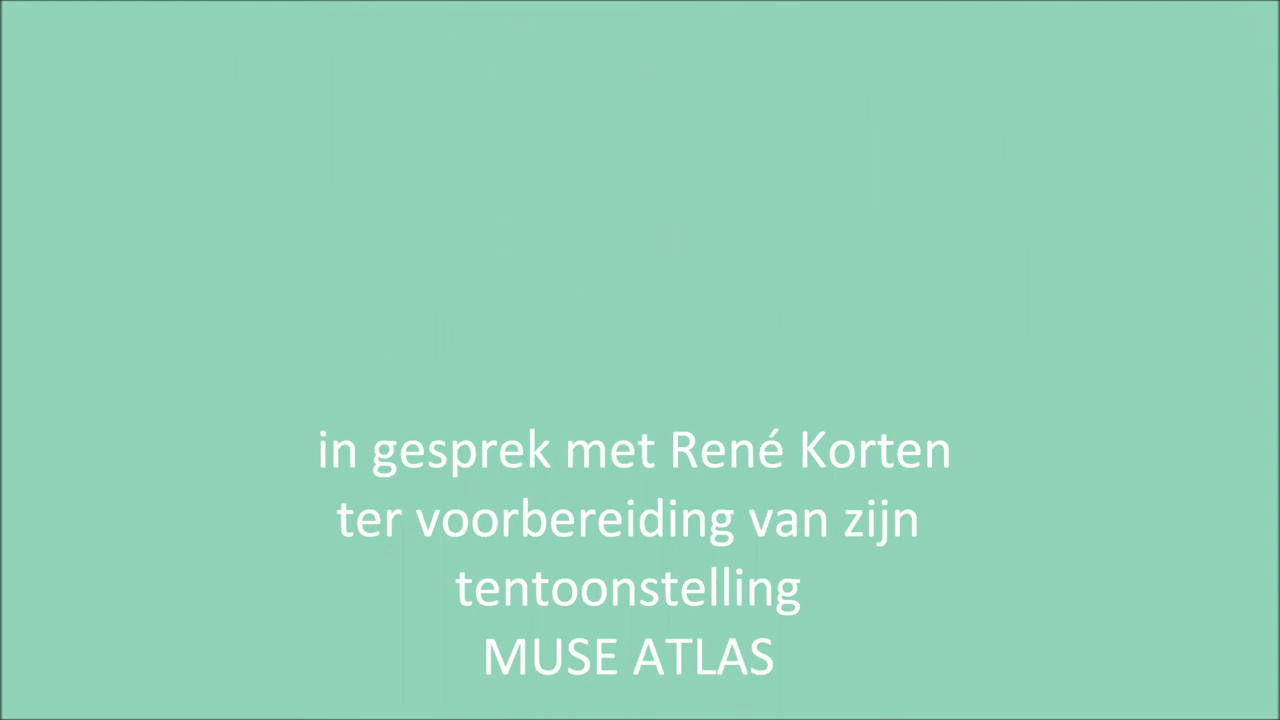 in gesprek met René Korten
ter voorbereiding van zijn
tentoonstelling
MUSE ATLAS